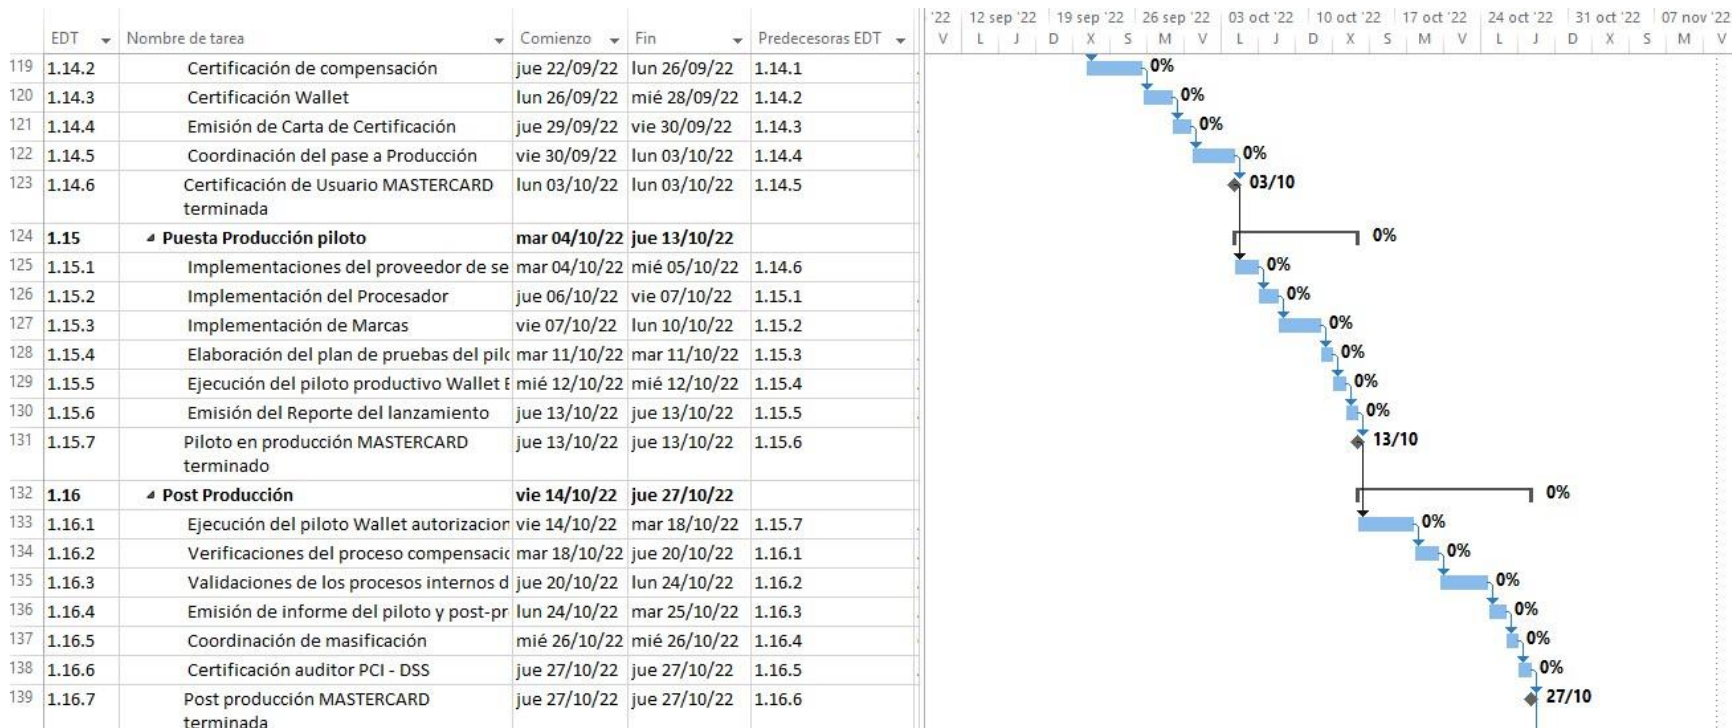 '22 12 sep '22 19 sep '22 26 sep '22 03 oct '22 10 oct '22 17 oct '22 24 oct '22 31 oct '22 07 nov '22
EDT Nombre de tarea Comienzo Fin Predecesoras EDT V L J D X S M V L J D X S M V L J D X S M V
119 1.14.2 Certificación de compensación jue 22/09/22 lun 26/09/22 1.14.1 0%
120 1.14.3 Certificación Wallet lun 26/09/22 mié 28/09/22 1.14.2 0%
121 1.14.4 Emisión de Carta de Certificación jue 29/09/22 vie 30/09/22 1.14.3 0%
122 1.14.5 Coordinación del pase a Producción vie 30/09/22 lun 03/10/22 1.14.4 0%
123 1.14.6 Certificación de Usuario MASTERCARD lun 03/10/22 lun 03/10/22 1.14.5 03/10
terminada
124 1.15 Puesta Producción piloto mar 04/10/22 jue 13/10/22 0%
125 1.15.1 Implementaciones del proveedor de se mar 04/10/22 mié 05/10/22 1.14.6 0%
126 1.15.2 Implementación del Procesador jue 06/10/22 vie 07/10/22 1.15.1 0%
127 1.15.3 Implementación de Marcas vie 07/10/22 lun 10/10/22 1.15.2 0%
128 1.15.4 Elaboración del plan de pruebas del pilo mar 11/10/22 mar 11/10/22 1.15.3 0%
129 1.15.5 Ejecución del piloto productivo Wallet mié 12/10/22 mié 12/10/22 1.15.4 0%
130 1.15.6 Emisión del Reporte del lanzamiento jue 13/10/22 jue 13/10/22 1.15.5 0%
131 1.15.7 Piloto en producción MASTERCARD jue 13/10/22 jue 13/10/22 1.15.6 13/10
terminado
132 1.16 Post Producción vie 14/10/22 jue 27/10/22 0%
133 1.16.1 Ejecución del piloto Wallet autorizacion vie 14/10/22 mar 18/10/22 1.15.7 0%
134 1.16.2 Verificaciones del proceso compensació mar 18/10/22 jue 20/10/22 1.16.1 0%
135 1.16.3 Validaciones de los procesos internos d jue 20/10/22 lun 24/10/22 1.16.2 0%
136 1.16.4 Emisión de informe del piloto y post-pr lun 24/10/22 mar 25/10/22 1.16.3 0%
137 1.16.5 Coordinación de masificación mié 26/10/22 mié 26/10/22 1.16.4 0%
138 1.16.6 Certificación auditor PCI - DSS jue 27/10/22 jue 27/10/22 1.16.5 0%
139 1.16.7 Post producción MASTERCARD jue 27/10/22 jue 27/10/22 1.16.6 27/10
terminada